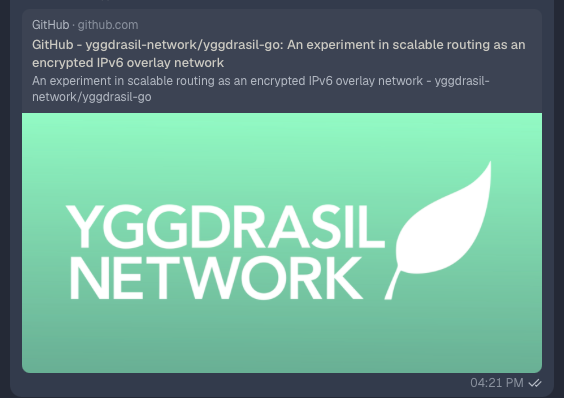 GitHub · github.com
GitHub - yggdrasil-network/yggdrasil-go: An experiment in scalable routing as an
encrypted IPv6 overlay network
An experiment in scalable routing as an encrypted IPv6 overlay network - yggdrasil-
network/yggdrasil-go
YGGDRASIL
NETWORK
04:21 PM